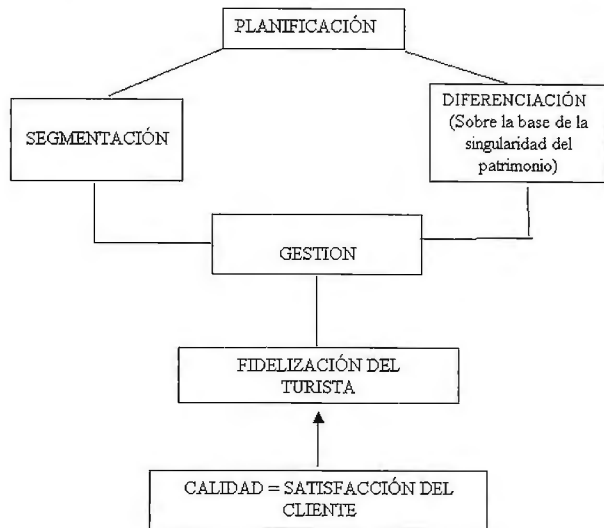 PLANIFICACIÓN
SEGMENTACIÓN
DIFERENCIACIÓN
(Sobre la base de la
singularidad del
patrimonio)
GESTION
FIDELIZACIÓN DEL
TURISTA
CALIDAD = SATISFACCIÓN DEL
CLIENTE